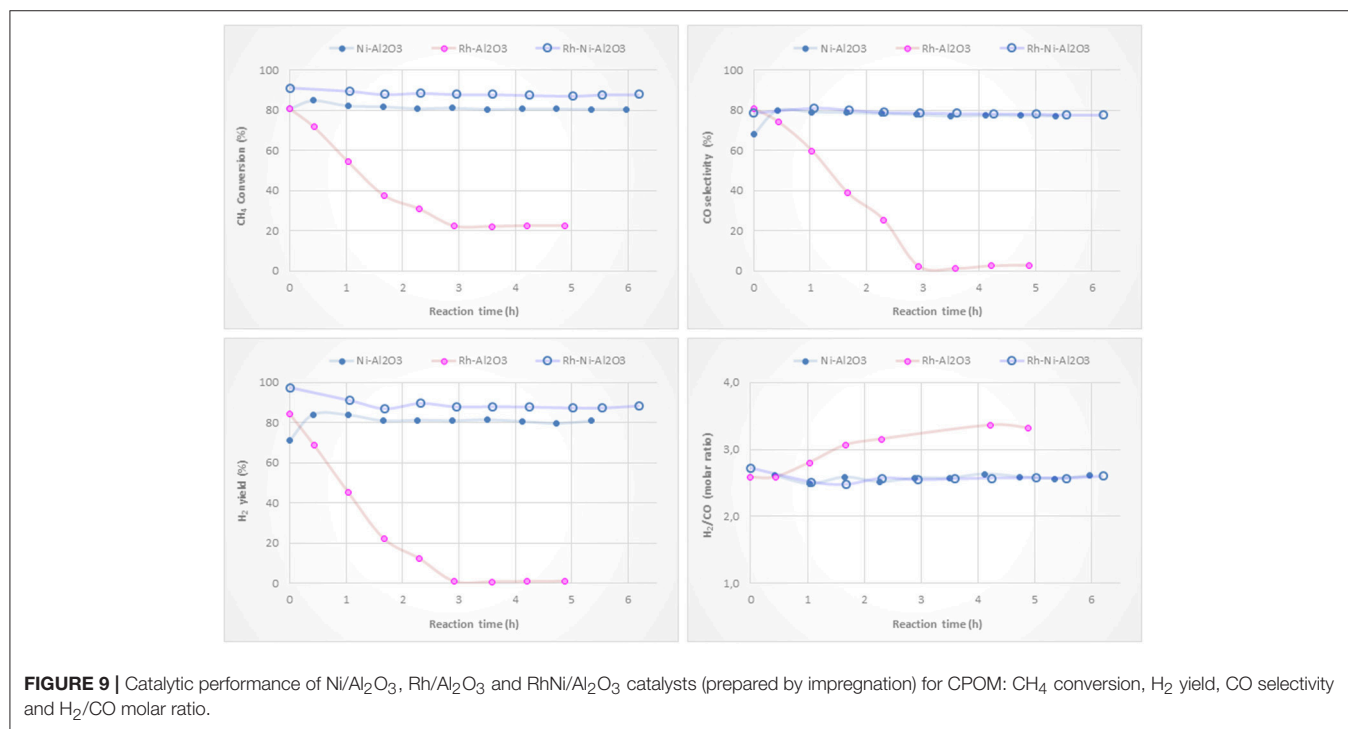 Ni-Al2O3 Rh-Al2O3 Rh-Ni-Al2O3
100
80
60
40
20
0
CH4 Conversion (%)
0 1 2 3 4 5 6
Reaction time (h)
Ni-Al2O3 Rh-Al2O3 Rh-Ni-Al2O3
100
80
60
40
20
0
CO selectivity (%)
0 1 2 3 4 5 6
Reaction time (h)
Ni-Al2O3 Rh-Al2O3 Rh-Ni-Al2O3
100
80
60
40
20
0
H2 yield (%)
0 1 2 3 4 5 6
Reaction time (h)
Ni-Al2O3 Rh-Al2O3 Rh-Ni-Al2O3
4,0
3,0
2,0
1,0
H2/CO (molar ratio)
0 1 2 3 4 5 6
Reaction time (h)
FIGURE 9 | Catalytic performance of Ni/Al2O3, Rh/Al2O3 and RhNi/Al2O3 catalysts (prepared by impregnation) for CPOM: CH4 conversion, H2 yield, CO selectivity
and H2/CO molar ratio.